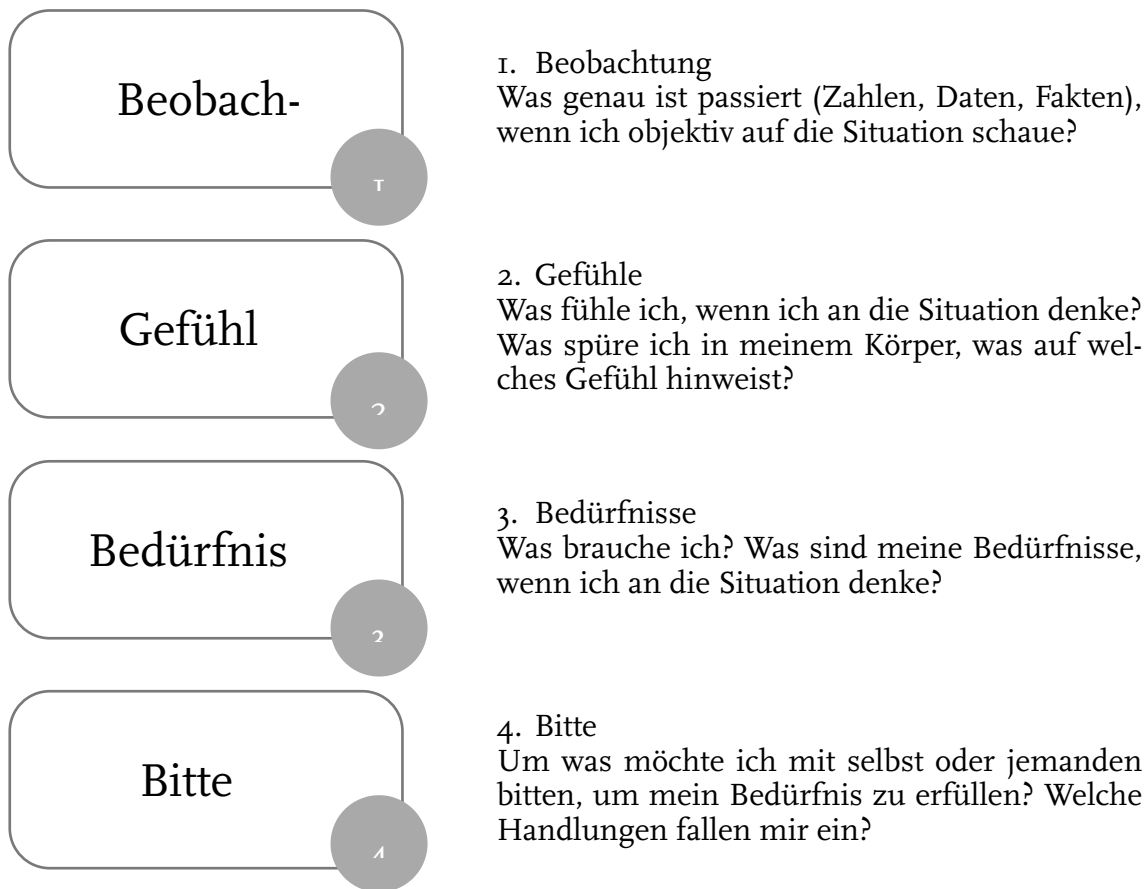 Beobach-
1
1. Beobachtung
Was genau ist passiert (Zahlen, Daten, Fakten),
wenn ich objektiv auf die Situation schaue?
Gefühl
2
2. Gefühle
Was fühle ich, wenn ich an die Situation denke?
Was spüre ich in meinem Körper, was auf wel-
ches Gefühl hinweist?
Bedürfnis
3
3. Bedürfnisse
Was brauche ich? Was sind meine Bedürfnisse,
wenn ich an die Situation denke?
Bitte
4
4. Bitte
Um was möchte ich mit selbst oder jemanden
bitten, um mein Bedürfnis zu erfüllen? Welche
Handlungen fallen mir ein?